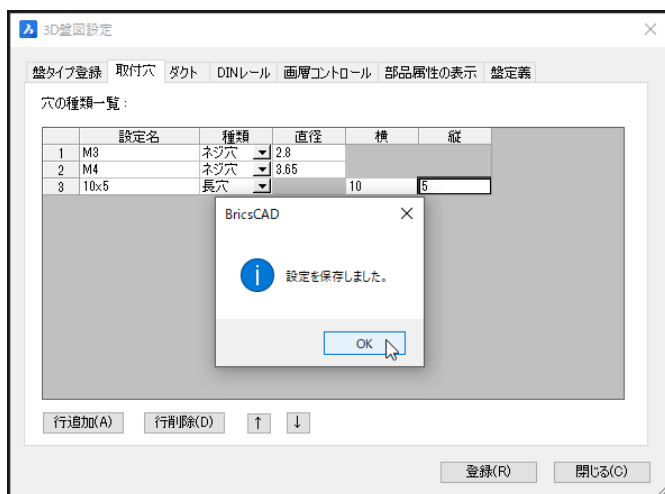 3D盤図設定
盤タイプ登録 取付穴 ダクト DINレール 画層コントロール 部品属性の表示 盤定義
穴の種類一覧：
設定名 種類 直径 横 縦
1 M3 ネジ穴 2.8
2 M4 ネジ穴 3.65
3 10x5 長穴 10 5
BricsCAD
設定を保存しました。
OK
行追加(A) 行削除(D) ↑ ↓
登録(R) 閉じる(C)